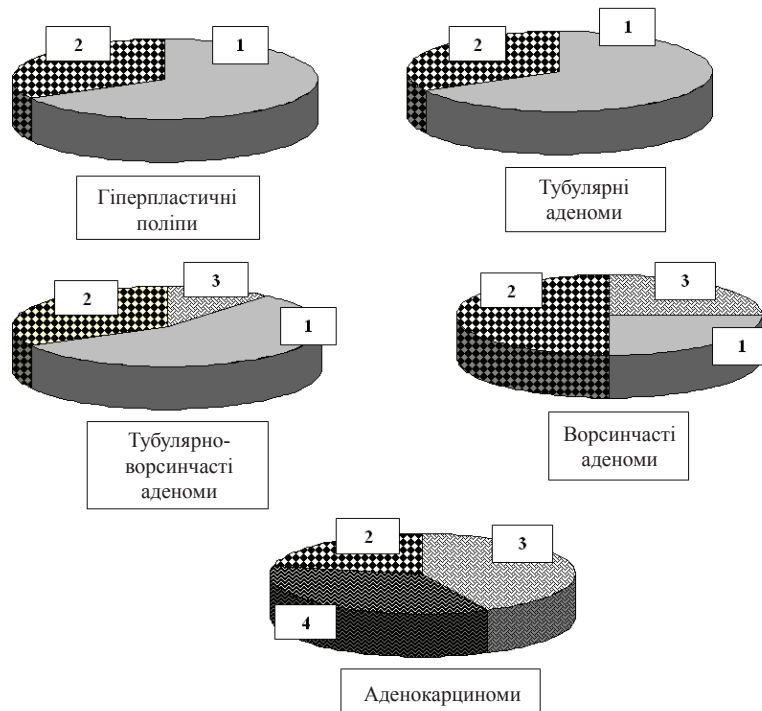 2
1
2
1
Гіперпластичні
поліпи
Тубулярні
аденоми
2
3
1
2
3
1
Тубулярно-
ворсинчасті
аденоми
Ворсинчасті
аденоми
2
3
4
Аденокарциноми